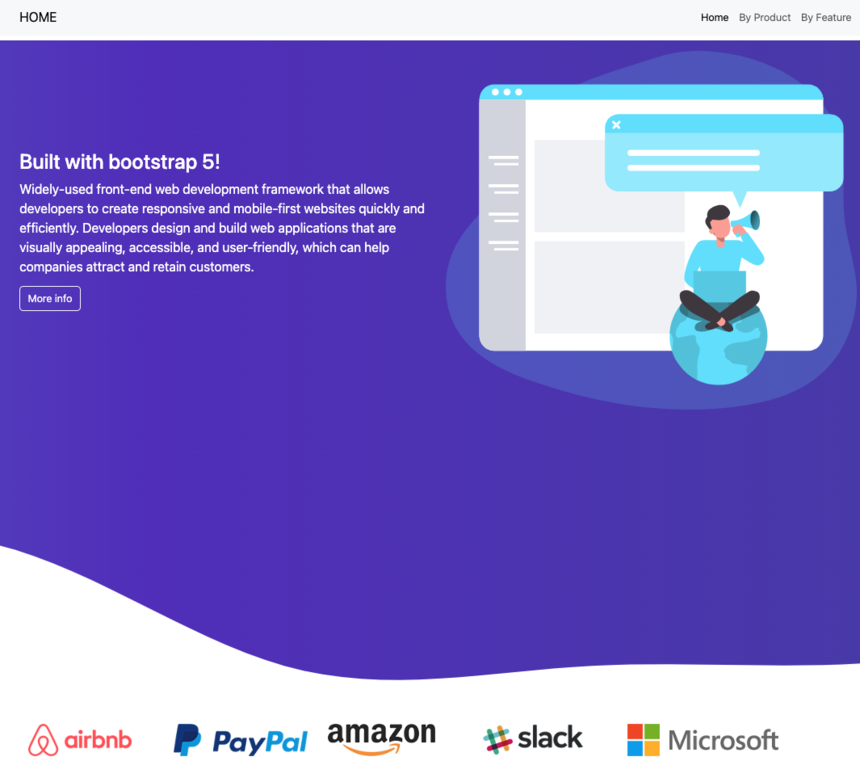 HOME
Home By Product By Feature
Built with bootstrap 5!
Widely-used front-end web development framework that allows
developers to create responsive and mobile-first websites quickly and
efficiently. Developers design and build web applications that are
visually appealing, accessible, and user-friendly, which can help
companies attract and retain customers.
More info
airbnb PayPal amazon slack Microsoft